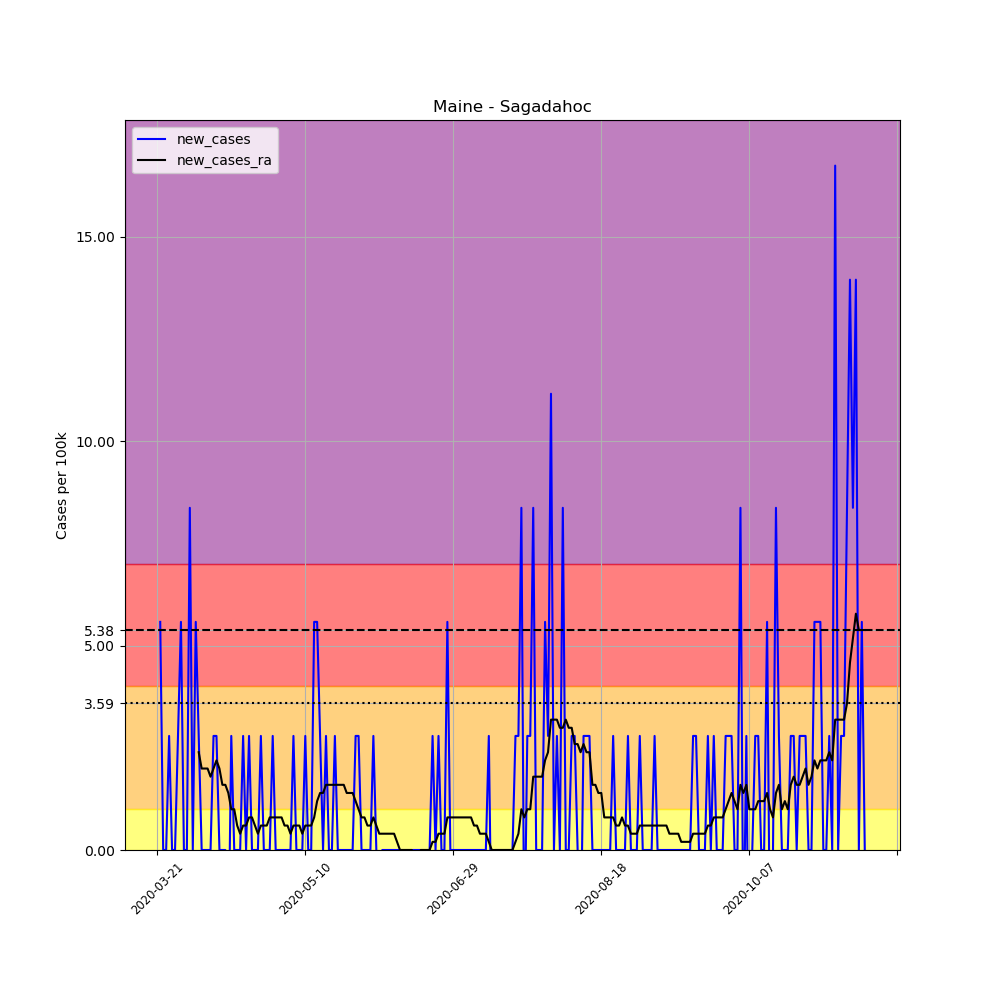 Maine - Sagadahoc
new_cases
new_cases_ra
Cases per 100k
15.00
10.00
5.38
5.00
3.59
0.00
2020-03-21
2020-05-10
2020-06-29
2020-08-18
2020-10-07